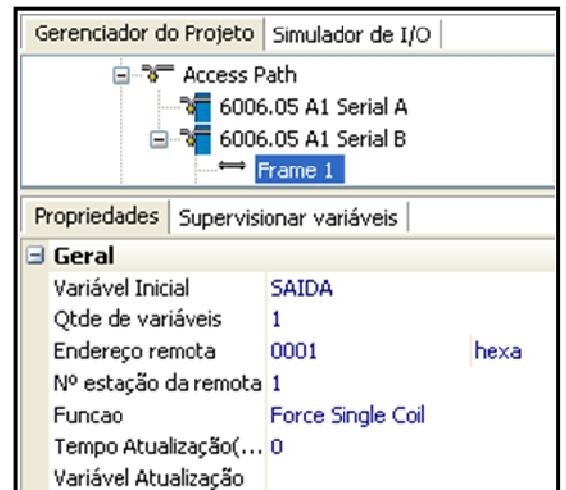 Gerenciador do Projeto Simulador de I/O
Access Path
6006.05 A1 Serial A
6006.05 A1 Serial B
Frame 1
Propriedades Supervisionar variáveis
Geral
Variável Inicial SAIDA
Qtde de variáveis 1
Endereço remota 0001 hexa
Nº estação da remota 1
Funcao Force Single Coil
Tempo Atualização(... 0
Variável Atualização